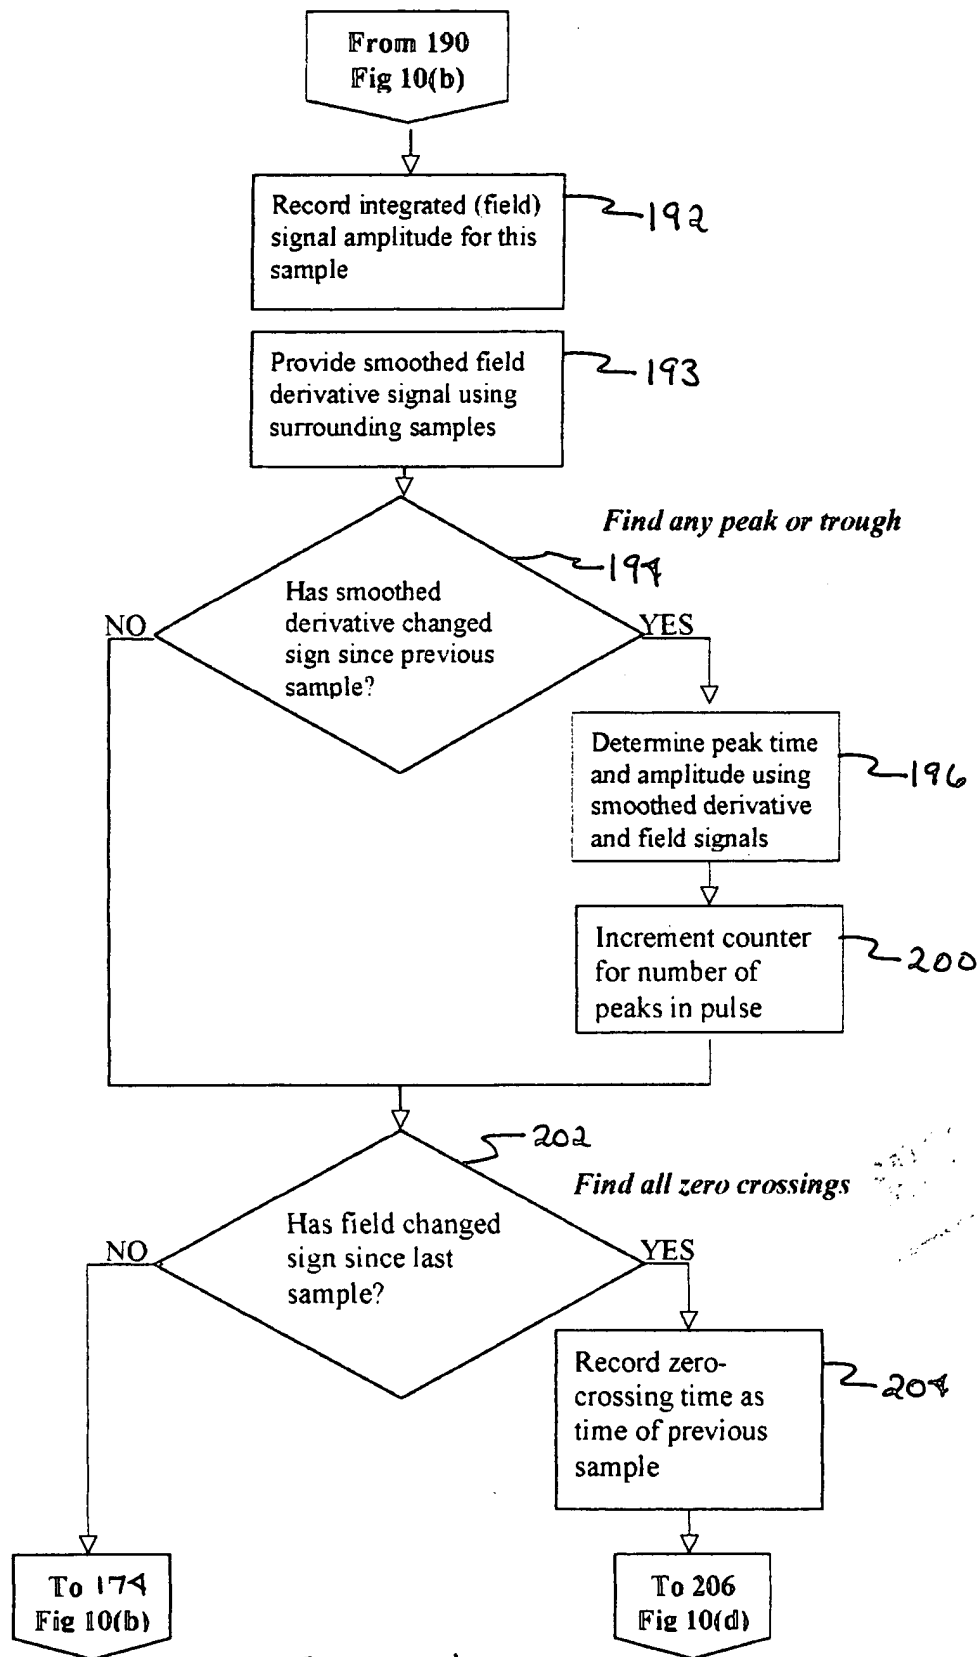 From 190
Fig 10(b)
Record integrated (field)
signal amplitude for this
sample
192
Provide smoothed field
derivative signal using
surrounding samples
193
Find any peak or trough
194
Has smoothed
derivative changed
sign since previous
sample?
NO
YES
Determine peak time
and amplitude using
smoothed derivative
and field signals
196
Increment counter
for number of
peaks in pulse
200
202
Find all zero crossings
Has field changed
sign since last
sample?
NO
YES
Record zero-
crossing time as
time of previous
sample
204
To 174
Fig 10(b)
To 206
Fig 10(d)